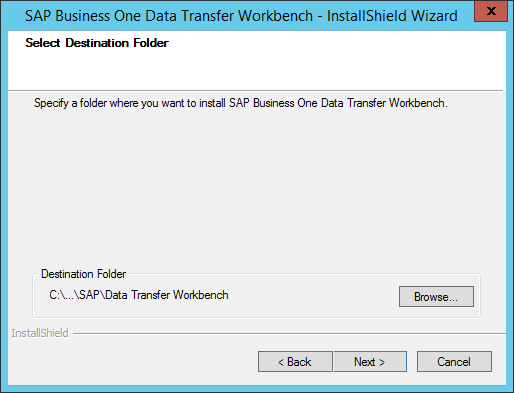 SAP Business One Data Transfer Workbench - InstallShield Wizard
x
Select Destination Folder
Specify a folder where you want to install SAP Business One Data Transfer Workbench.
Destination Folder
C:\...\SAP\Data Transfer Workbench
Browse...
InstallShield
< Back
Next >
Cancel